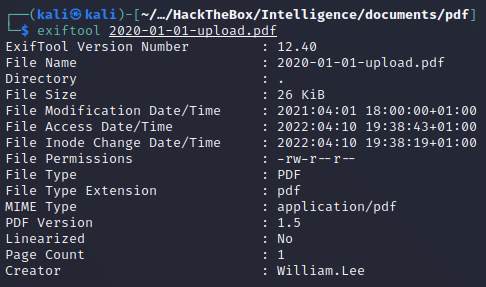 ┌──(kali㉿kali)-[~/…/HackTheBox/Intelligence/documents/pdf]
└─$ exiftool 2020-01-01-upload.pdf
ExifTool Version Number : 12.40
File Name : 2020-01-01-upload.pdf
Directory : .
File Size : 26 KiB
File Modification Date/Time : 2021:04:01 18:00:00+01:00
File Access Date/Time : 2022:04:10 19:38:43+01:00
File Inode Change Date/Time : 2022:04:10 19:38:19+01:00
File Permissions : -rw-r--r--
File Type : PDF
File Type Extension : pdf
MIME Type : application/pdf
PDF Version : 1.5
Linearized : No
Page Count : 1
Creator : William.Lee